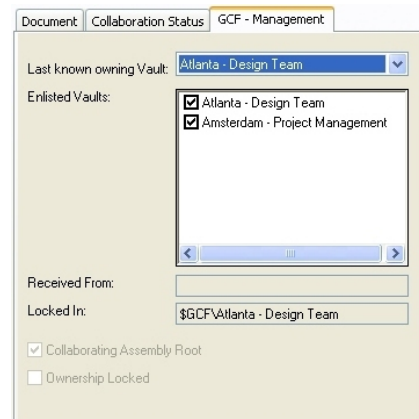 Document Collaboration Status GCF - Management
Last known owning Vault: Atlanta - Design Team
Enlisted Vaults:
Atlanta - Design Team
Amsterdam - Project Management
Received From:
Locked In: $GCF\Atlanta - Design Team
Collaborating Assembly Root
Ownership Locked